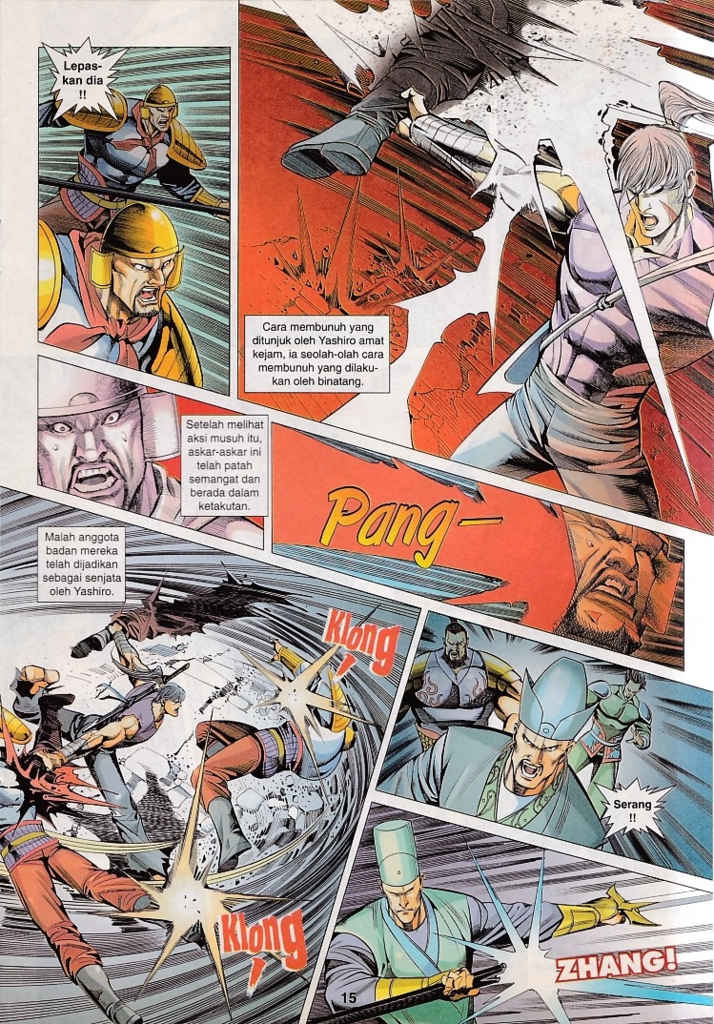 Lepas-
kan dia
!!
Cara membunuh yang
ditunjuk oleh Yashiro amat
kejam, ia seolah-olah cara
membunuh yang dilaku-
kan oleh binatang.
Setelah melihat
aksi musuh itu,
askar-askar ini
telah patah
semangat dan
berada dalam
ketakutan.
Pang-
Malah anggota
badan mereka
telah dijadikan
sebagai senjata
oleh Yashiro.
Klong
!
Serang
!!
Klong
!
ZHANG!
15